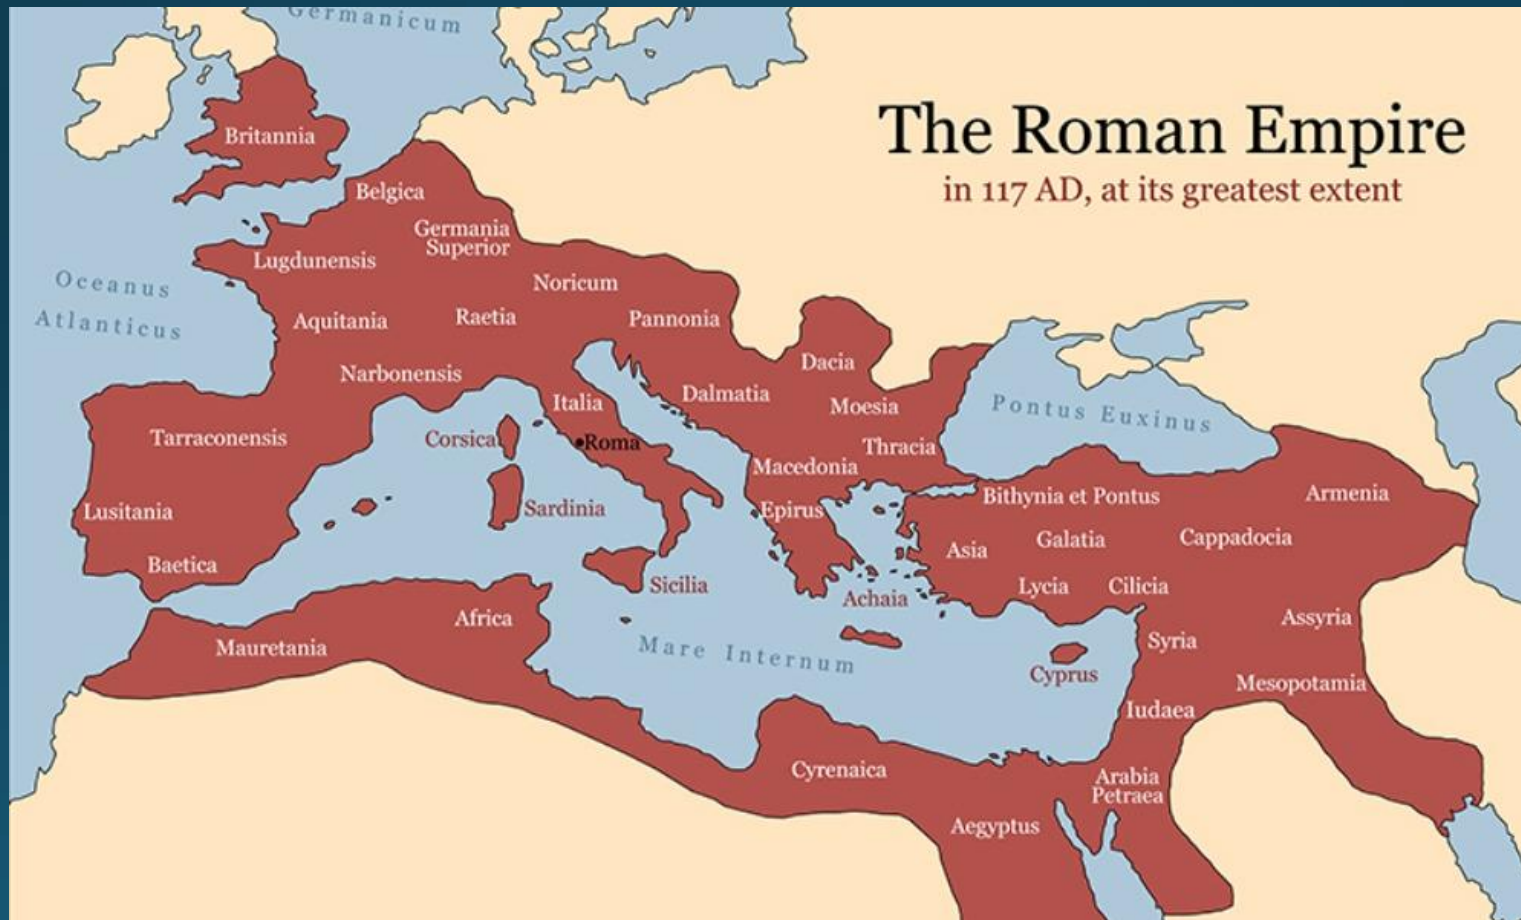 Germanicum
The Roman Empire
in 117 AD, at its greatest extent
Britannia
Belgica
Germania
Superior
Lugdunensis
Oceanus
Atlanticus
Noricum
Aquitania
Raetia
Pannonia
Dacia
Narbonensis
Dalmatia
Italia
Moesia
Pontus Euxinus
Tarraconensis
Corsica
Roma
Thracia
Macedonia
Bithynia et Pontus
Armenia
Lusitania
Sardinia
Epirus
Asia
Galatia
Cappadocia
Baetica
Sicilia
Achaia
Lycia
Cilicia
Africa
Assyria
Mauretania
Mare Internum
Syria
Cyprus
Mesopotamia
Iudaea
Cyrenaica
Arabia
Petraea
Aegyptus